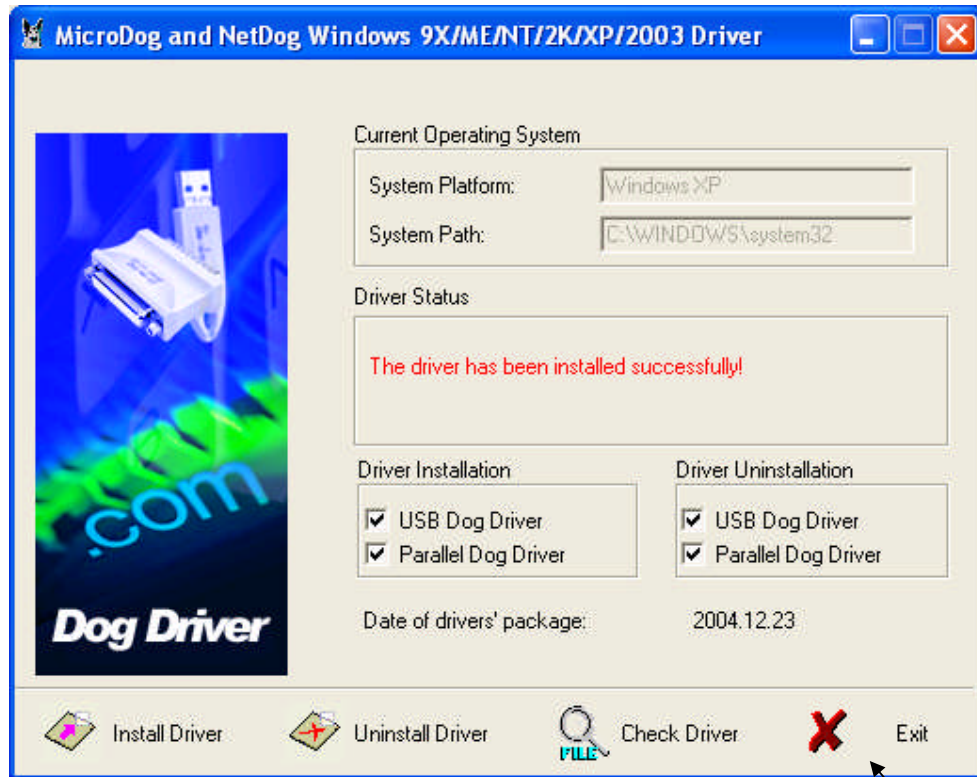 MicroDog and NetDog Windows 9X/ME/NT/2K/XP/2003 Driver
Current Operating System
System Platform: Windows XP
System Path: C:\WINDOWS\system32
Driver Status
The driver has been installed successfully!
Driver Installation Driver Uninstallation
USB Dog Driver USB Dog Driver
Parallel Dog Driver Parallel Dog Driver
.com
Dog Driver
Date of drivers' package: 2004.12.23
Install Driver Uninstall Driver FILE Check Driver Exit